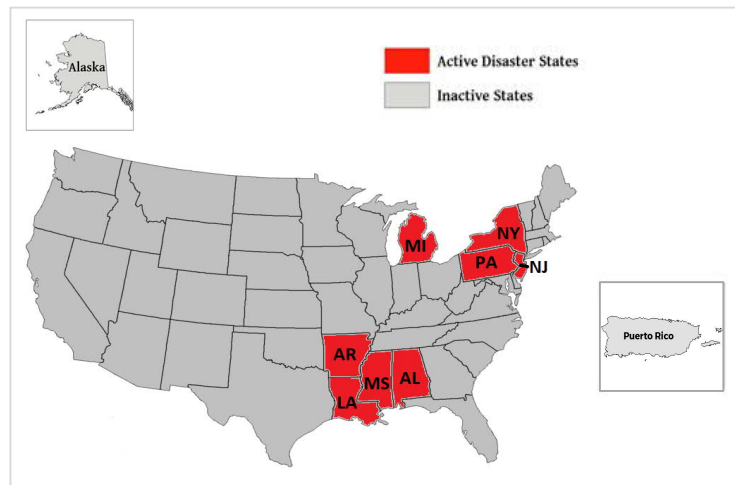 Alaska
Active Disaster States
Inactive States
MI
NY
PA
NJ
AR
MS
AL
LA
Puerto Rico